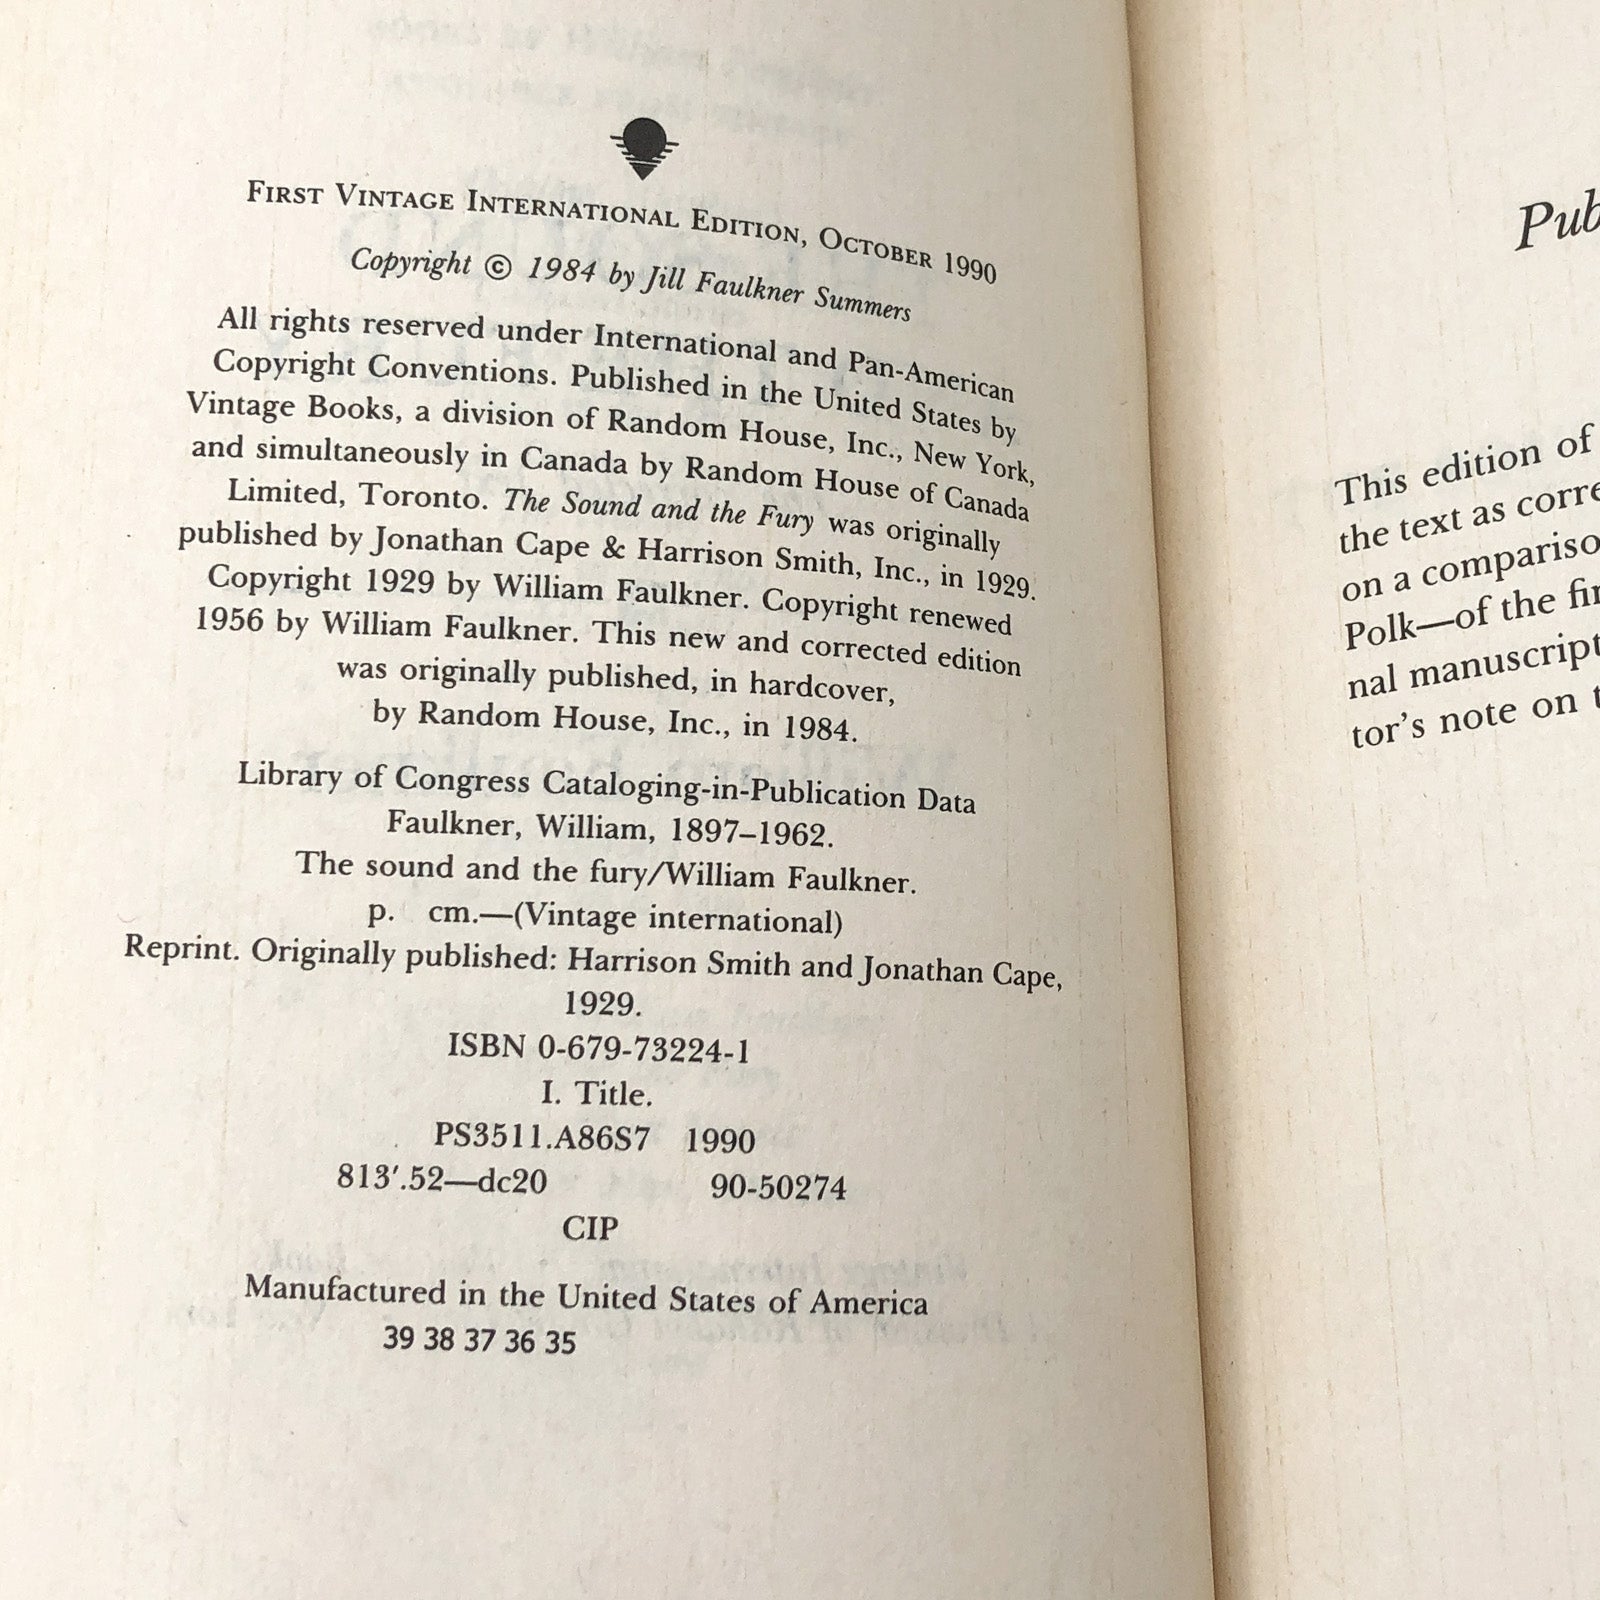 First Vintage International Edition, October 1990
Copyright © 1984 by Jill Faulkner Summers
All rights reserved under International and Pan-American
Copyright Conventions. Published in the United States by
Vintage Books, a division of Random House, Inc., New York,
and simultaneously in Canada by Random House of Canada
Limited, Toronto. The Sound and the Fury was originally
published by Jonathan Cape & Harrison Smith, Inc., in 1929.
Copyright 1929 by William Faulkner. Copyright renewed
1956 by William Faulkner. This new and corrected edition
was originally published, in hardcover,
by Random House, Inc., in 1984.
Library of Congress Cataloging-in-Publication Data
Faulkner, William, 1897–1962.
The sound and the fury/William Faulkner.
p. cm.—(Vintage international)
Reprint. Originally published: Harrison Smith and Jonathan Cape,
1929.
ISBN 0-679-73224-1
I. Title.
PS3511.A86S7 1990
813′.52—dc20 90-50274
CIP
Manufactured in the United States of America
39 38 37 36 35
Pub
This edition of
the text as corre
on a compariso
Polk—of the fi
nal manuscript
tor's note on t